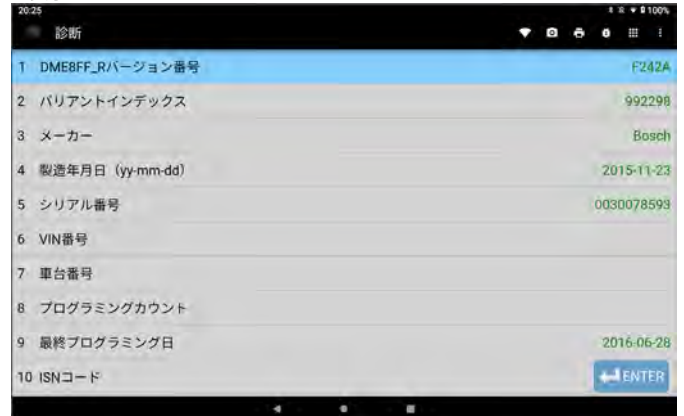 20:25
100%
診断
1 DME8FF_Rバージョン番号 F242A
2 バリアントインデックス 992298
3 メーカー Bosch
4 製造年月日（yy-mm-dd） 2015-11-23
5 シリアル番号 0030078593
6 VIN番号
7 車台番号
8 プログラミングカウント
9 最終プログラミング日 2016-06-28
10 ISNコード ENTER